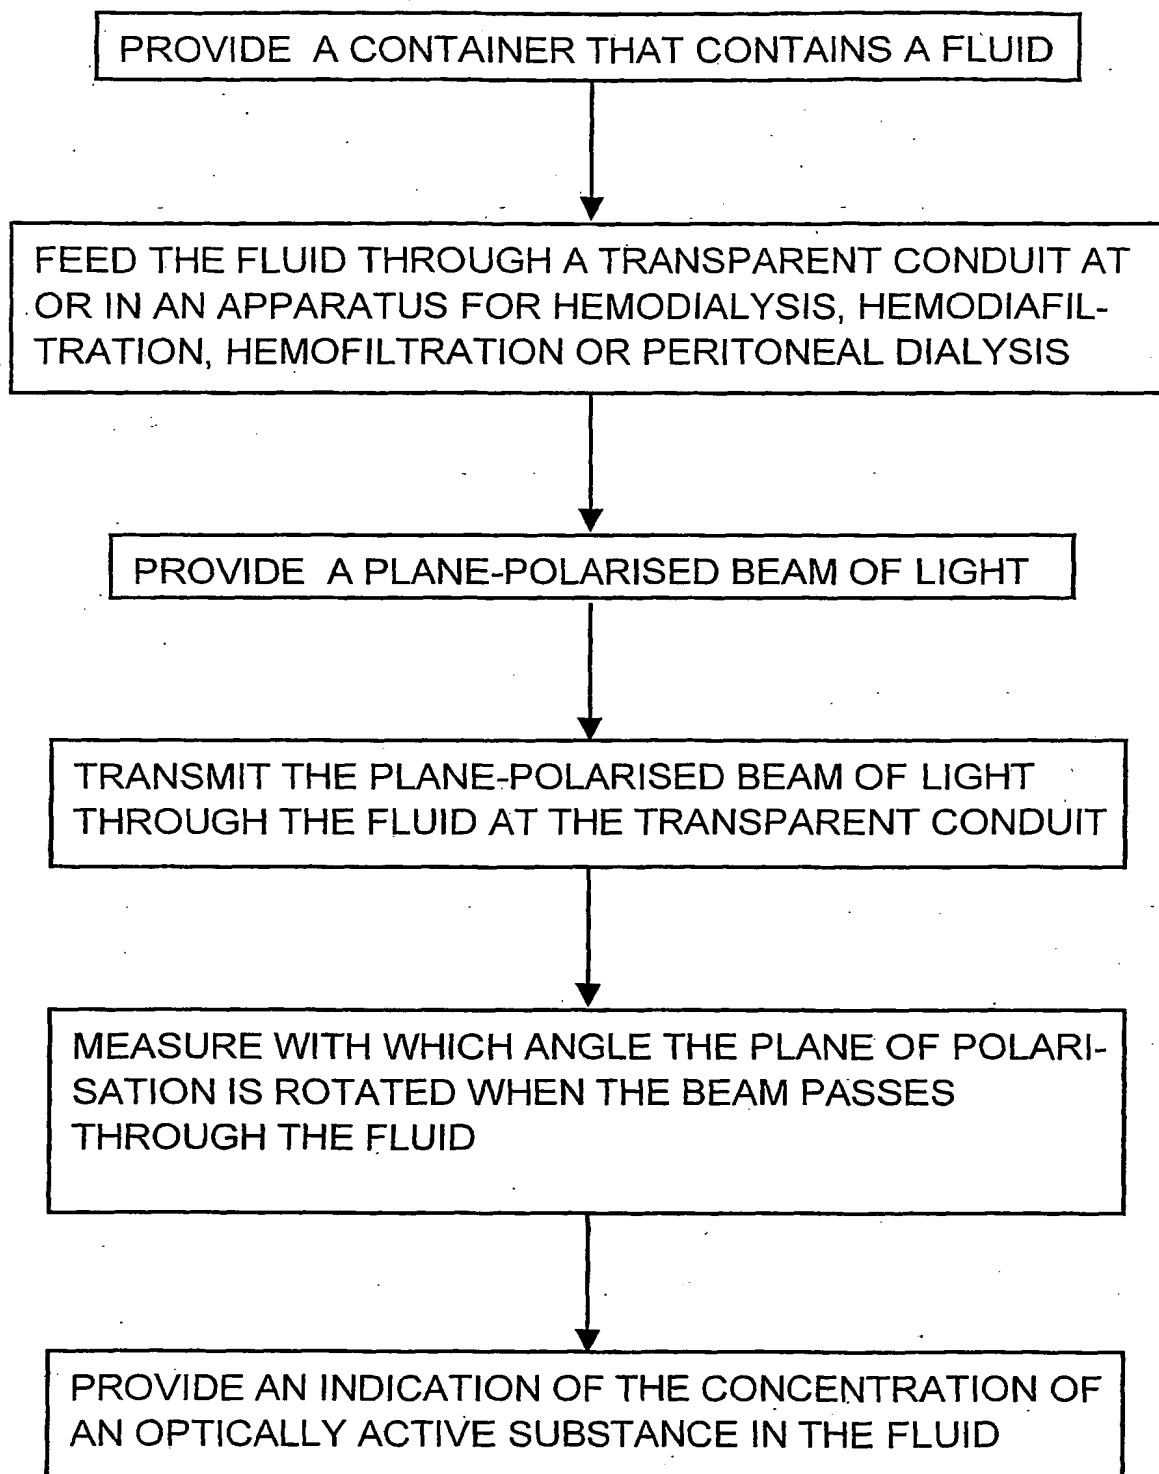 PROVIDE A CONTAINER THAT CONTAINS A FLUID
FEED THE FLUID THROUGH A TRANSPARENT CONDUIT AT
OR IN AN APPARATUS FOR HEMODIALYSIS, HEMODIAFIL-
TRATION, HEMOFILTRATION OR PERITONEAL DIALYSIS
PROVIDE A PLANE-POLARISED BEAM OF LIGHT
TRANSMIT THE PLANE-POLARISED BEAM OF LIGHT
THROUGH THE FLUID AT THE TRANSPARENT CONDUIT
MEASURE WITH WHICH ANGLE THE PLANE OF POLARI-
SATION IS ROTATED WHEN THE BEAM PASSES
THROUGH THE FLUID
PROVIDE AN INDICATION OF THE CONCENTRATION OF
AN OPTICALLY ACTIVE SUBSTANCE IN THE FLUID